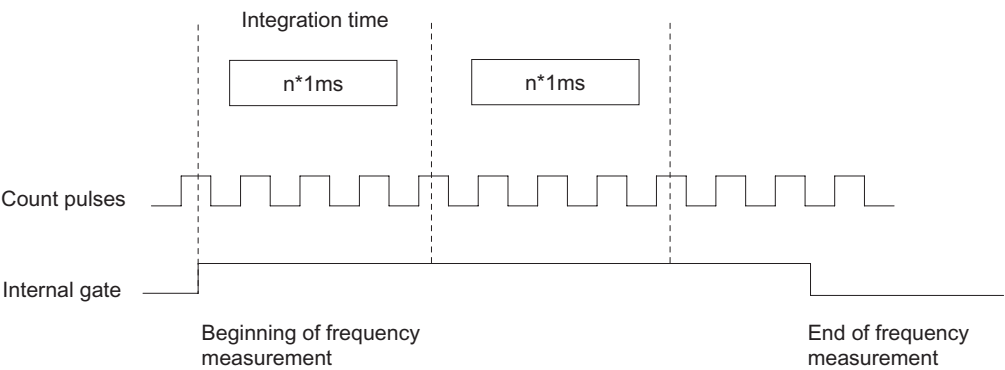 Integration time
n*1ms
n*1ms
Count pulses
Internal gate
Beginning of frequency
measurement
End of frequency
measurement